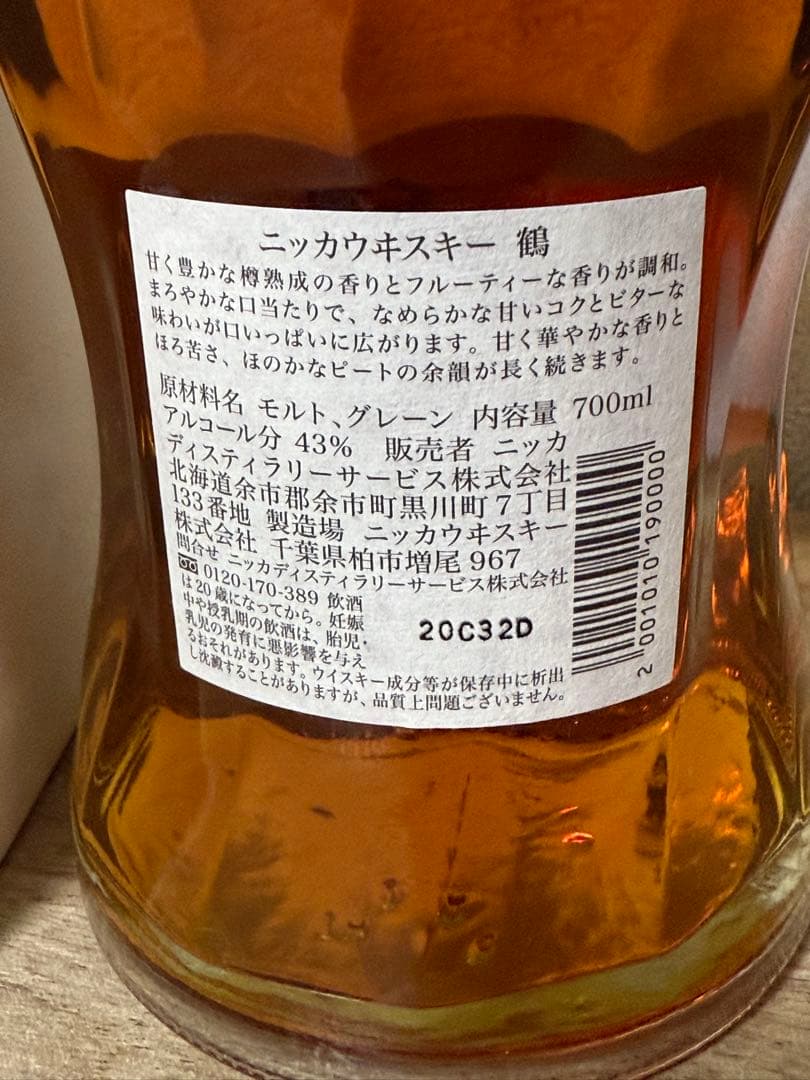 ニッカウヰスキー 鶴
甘く豊かな樽熟成の香りとフルーティーな香りが調和。
まろやかな口当たりで、なめらかな甘いコクとビターな
味わいが口いっぱいに広がります。甘く華やかな香りと
ほろ苦さ、ほのかなピートの余韻が長く続きます。
原材料名 モルト、グレーン 内容量 700ml
アルコール分 43% 販売者 ニッカ
ディスティラリーサービス株式会社
北海道余市郡余市町黒川町7丁目
133番地 製造場 ニッカウヰスキー
株式会社 千葉県柏市増尾967
問合せ ニッカディスティラリーサービス株式会社
0120-170-389 飲酒
は20歳になってから。妊娠
中や授乳期の飲酒は、胎児・
乳児の発育に悪影響を与え
るおそれがあります。ウイスキー成分等が保存中に析出
し沈澱することがありますが、品質上問題ございません。
20C32D
2 001010 190000